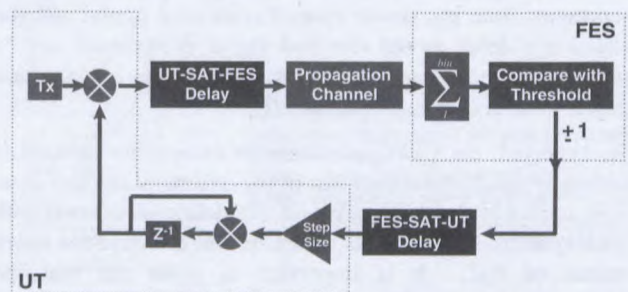 FES
Tx
UT-SAT-FES
Delay
Propagation
Channel
bin
∑
1
Compare with
Threshold
± 1
Z-1
Step
Size
FES-SAT-UT
Delay
UT